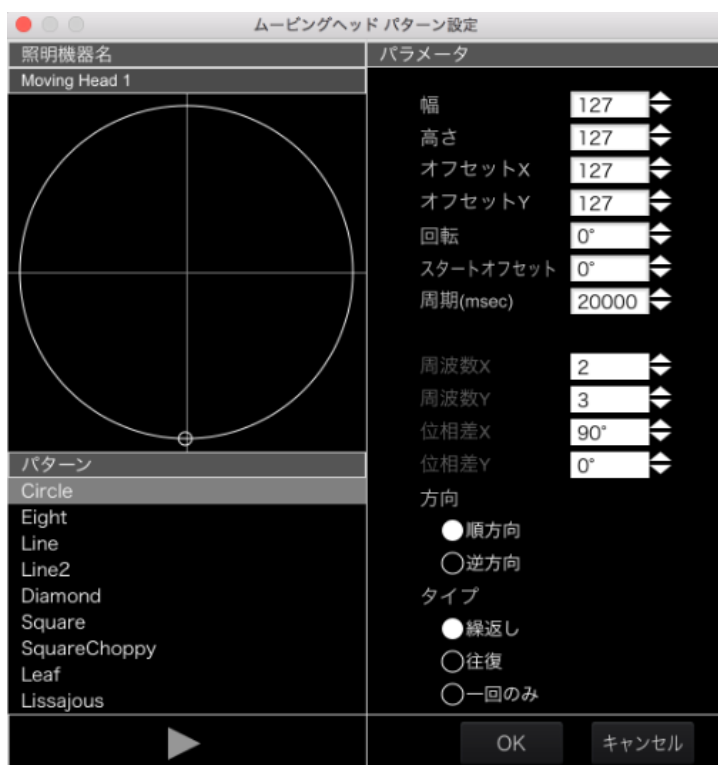 ムービングヘッド パターン設定
照明機器名
Moving Head 1
パターン
Circle
Eight
Line
Line2
Diamond
Square
SquareChoppy
Leaf
Lissajous
パラメータ
幅 127
高さ 127
オフセットX 127
オフセットY 127
回転 0°
スタートオフセット 0°
周期(msec) 20000
周波数X 2
周波数Y 3
位相差X 90°
位相差Y 0°
方向
順方向
逆方向
タイプ
繰返し
往復
一回のみ
OK キャンセル